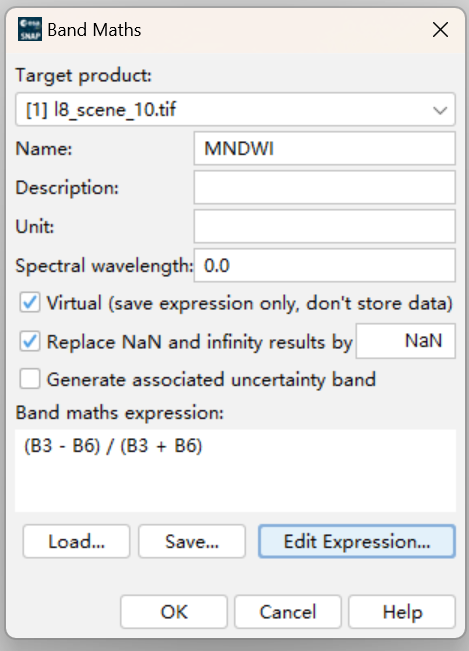 esa
SNAP
Band Maths
Target product:
[1] l8_scene_10.tif
Name: MNDWI
Description:
Unit:
Spectral wavelength: 0.0
Virtual (save expression only, don't store data)
Replace NaN and infinity results by NaN
Generate associated uncertainty band
Band maths expression:
(B3 - B6) / (B3 + B6)
Load... Save... Edit Expression...
OK Cancel Help